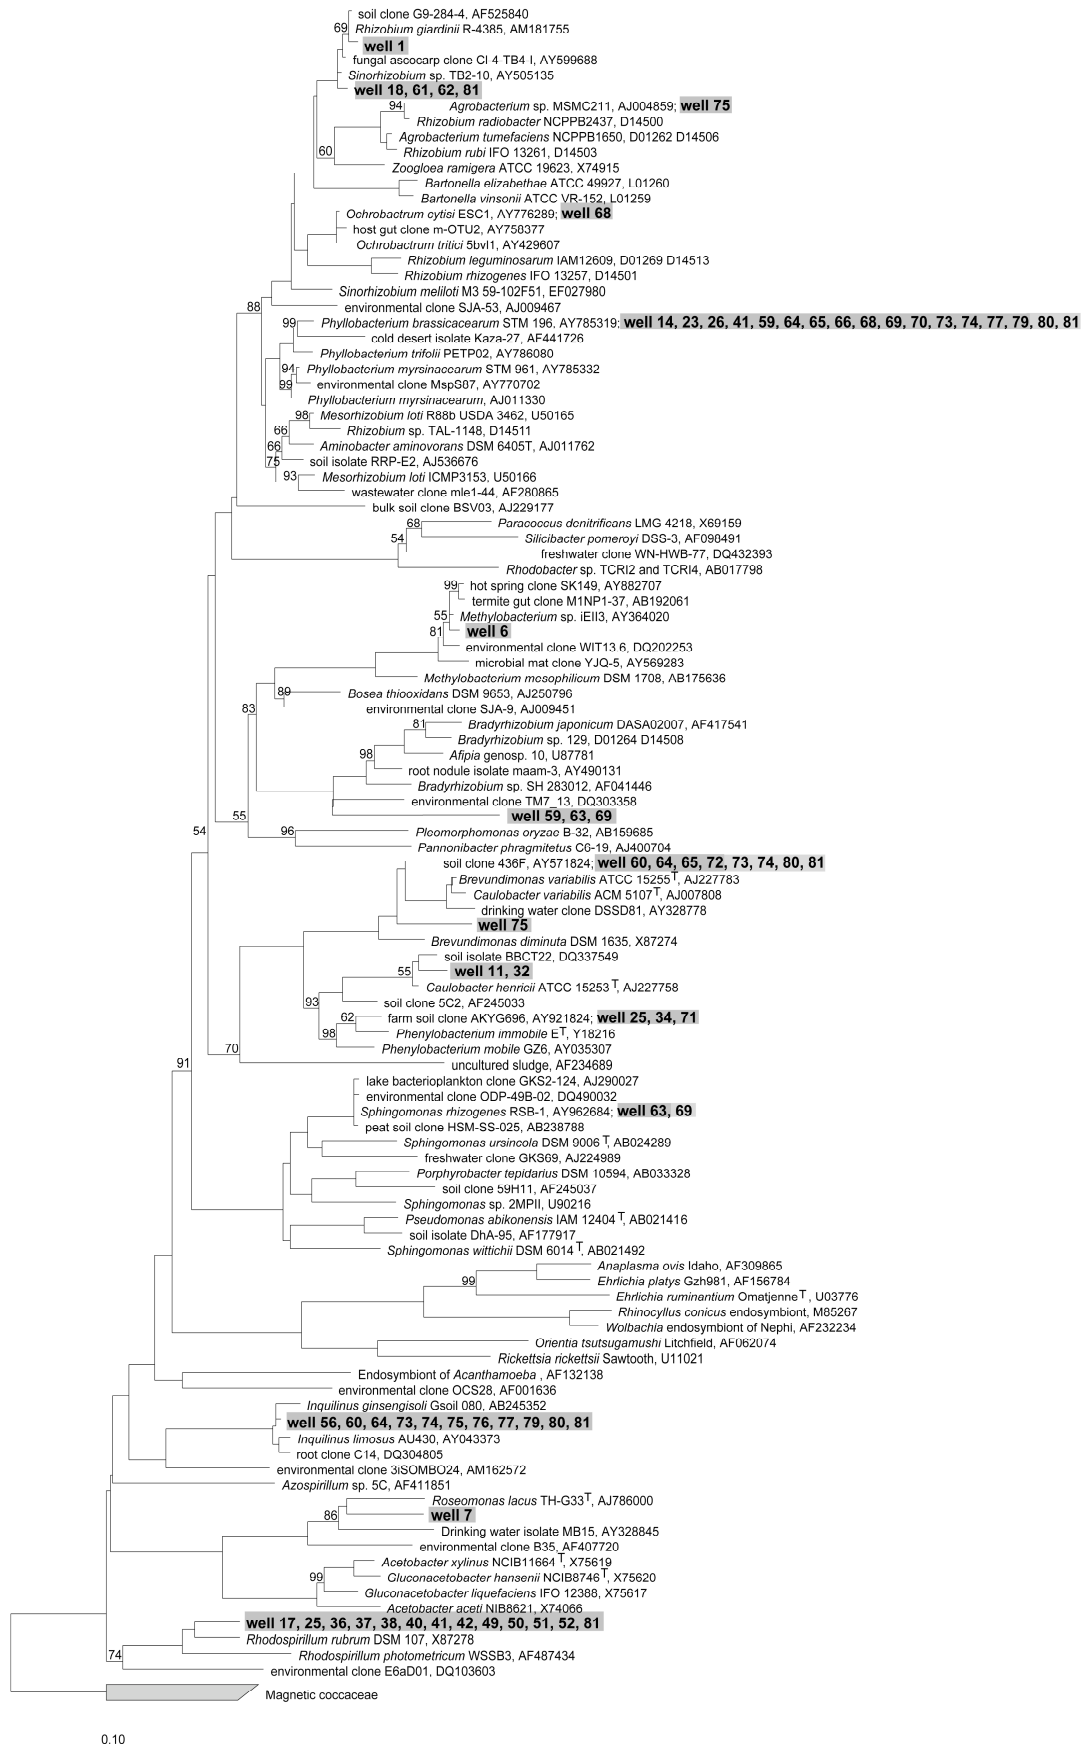 soil clone G9-284-4, AF525840
69
Rhizobium giardinii R-4385, AM181755
well 1
fungal ascocarp clone CI 4 TB4 I, AY599688
Sinorhizobium sp. TB2-10, AY505135
well 18, 61, 62, 81
94
Agrobacterium sp. MSMC211, AJ004859; well 75
Rhizobium radiobacter NCPPB2437, D14500
Agrobacterium tumefaciens NCPPB1650, D01262 D14506
60
Rhizobium rubi IFO 13261, D14503
Zoogloea ramigera ATCC 19623, X74915
Bartonella elizabethae ATCC 49927, L01260
Bartonella vinsonii ATCC VR-152, L01259
Ochrobactrum cytisi ESC1, AY776289; well 68
host gut clone m-OTU2, AY758377
Ochrobactrum tritici 5bvl1, AY429607
Rhizobium leguminosarum IAM12609, D01269 D14513
Rhizobium rhizogenes IFO 13257, D14501
Sinorhizobium meliloti M3 59-102F51, EF027980
88
environmental clone SJA-53, AJ009467
99
Phyllobacterium brassicacearum STM 196, AY785319; well 14, 23, 26, 41, 59, 64, 65, 66, 68, 69, 70, 73, 74, 77, 79, 80, 81
cold desert isolate Kaza-27, AF441726
Phyllobacterium trifolii PETP02, AY786080
94
Phyllobacterium myrsinacearum STM 961, AY785332
99
environmental clone MspS87, AY770702
Phyllobacterium myrsinacearum, AJ011330
98
Mesorhizobium loti R88b USDA 3462, U50165
66
Rhizobium sp. TAL-1148, D14511
66
Aminobacter aminovorans DSM 6405T, AJ011762
75
soil isolate RRP-E2, AJ536676
93
Mesorhizobium loti ICMP3153, U50166
wastewater clone mle1-44, AF280865
bulk soil clone BSV03, AJ229177
68
Paracoccus denitrificans LMG 4218, X69159
54
Silicibacter pomeroyi DSS-3, AF098491
freshwater clone WN-HWB-77, DQ432393
Rhodobacter sp. TCRI2 and TCRI4, AB017798
99
hot spring clone SK149, AY882707
termite gut clone M1NP1-37, AB192061
55
Methylobacterium sp. iEII3, AY364020
81
well 6
environmental clone WIT13.6, DQ202253
microbial mat clone YJQ-5, AY569283
Methylobacterium mesophilicum DSM 1708, AB175636
89
Bosea thiooxidans DSM 9653, AJ250796
83
environmental clone SJA-9, AJ009451
81
Bradyrhizobium japonicum DASA02007, AF417541
Bradyrhizobium sp. 129, D01264 D14508
98
Afipia genosp. 10, U87781
root nodule isolate maam-3, AY490131
Bradyrhizobium sp. SH 283012, AF041446
environmental clone TM7_13, DQ303358
55
well 59, 63, 69
54
96
Pleomorphomonas oryzae B-32, AB159685
Pannonibacter phragmitetus C6-19, AJ400704
soil clone 436F, AY571824; well 60, 64, 65, 72, 73, 74, 80, 81
Brevundimonas variabilis ATCC 15255 T, AJ227783
Caulobacter variabilis ACM 5107 T, AJ007808
drinking water clone DSSD81, AY328778
well 75
Brevundimonas diminuta DSM 1635, X87274
soil isolate BBCT22, DQ337549
55
well 11, 32
Caulobacter henricii ATCC 15253 T, AJ227758
93
soil clone 5C2, AF245033
62
farm soil clone AKYG696, AY921824; well 25, 34, 71
98
Phenylobacterium immobile E T, Y18216
70
Phenylobacterium mobile GZ6, AY035307
91
uncultured sludge, AF234689
lake bacterioplankton clone GKS2-124, AJ290027
environmental clone ODP-49B-02, DQ490032
Sphingomonas rhizogenes RSB-1, AY962684; well 63, 69
peat soil clone HSM-SS-025, AB238788
Sphingomonas ursincola DSM 9006 T, AB024289
freshwater clone GKS69, AJ224989
Porphyrobacter tepidarius DSM 10594, AB033328
soil clone 59H11, AF245037
Sphingomonas sp. 2MPII, U90216
Pseudomonas abikonensis IAM 12404 T, AB021416
soil isolate DhA-95, AF177917
Sphingomonas wittichii DSM 6014 T, AB021492
Anaplasma ovis Idaho, AF309865
99
Ehrlichia platys Gzh981, AF156784
Ehrlichia ruminantium Omatjenne T, U03776
Rhinocyllus conicus endosymbiont, M85267
Wolbachia endosymbiont of Nephi, AF232234
Orientia tsutsugamushi Litchfield, AF062074
Rickettsia rickettsii Sawtooth, U11021
Endosymbiont of Acanthamoeba , AF132138
environmental clone OCS28, AF001636
Inquilinus ginsengisoli Gsoil 080, AB245352
well 56, 60, 64, 73, 74, 75, 76, 77, 79, 80, 81
Inquilinus limosus AU430, AY043373
root clone C14, DQ304805
environmental clone 3iSOMBO24, AM162572
Azospirillum sp. 5C, AF411851
Roseomonas lacus TH-G33 T, AJ786000
86
well 7
Drinking water isolate MB15, AY328845
environmental clone B35, AF407720
Acetobacter xylinus NCIB11664 T, X75619
99
Gluconacetobacter hansenii NCIB8746 T, X75620
Gluconacetobacter liquefaciens IFO 12388, X75617
Acetobacter aceti NIB8621, X74066
well 17, 25, 36, 37, 38, 40, 41, 42, 49, 50, 51, 52, 81
Rhodospirillum rubrum DSM 107, X87278
74
Rhodospirillum photometricum WSSB3, AF487434
environmental clone E6aD01, DQ103603
Magnetic coccaceae
0.10